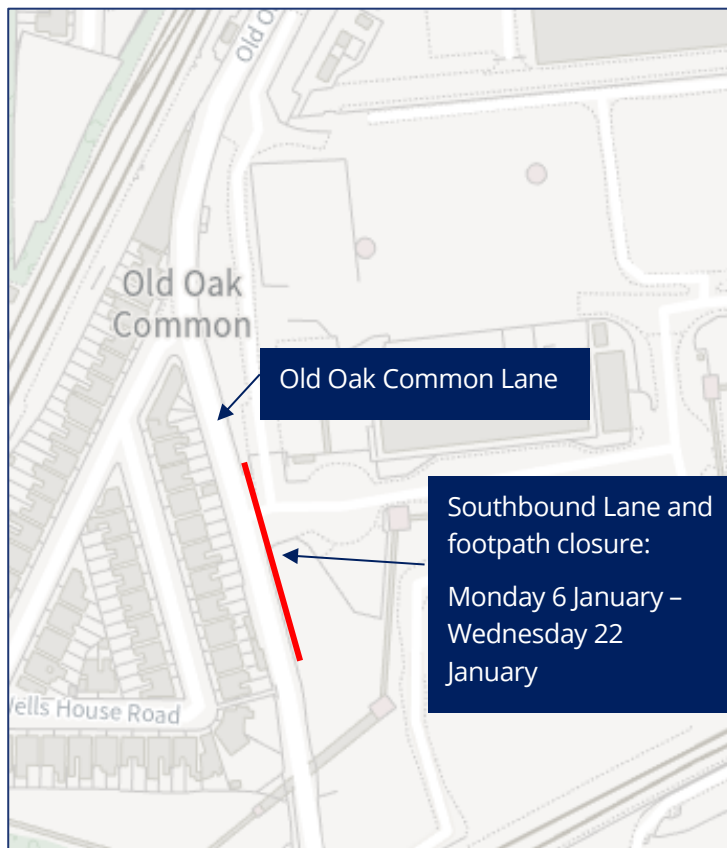 Old O
Old Oak
Common
Old Oak Common Lane
Southbound Lane and
footpath closure:
Monday 6 January –
Wednesday 22
January
ells House Road